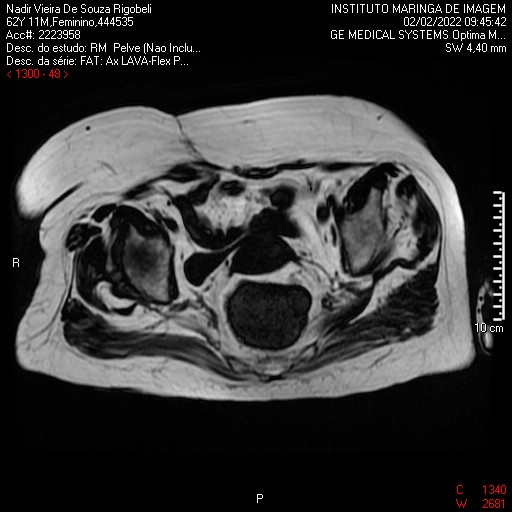 Nadir Vieira De Souza Rigobeli
62Y 11M,Feminino,444535
Acc#: 2223958
Desc. do estudo: RM Pelve (Nao Inclu...
Desc. da série: FAT: Ax LAVA-Flex P...
< 1300 - 48 >
INSTITUTO MARINGA DE IMAGEM
02/02/2022 09:45:42
GE MEDICAL SYSTEMS Optima M...
SW 4,40 mm
R
10 cm
P
C 1340
W 2681